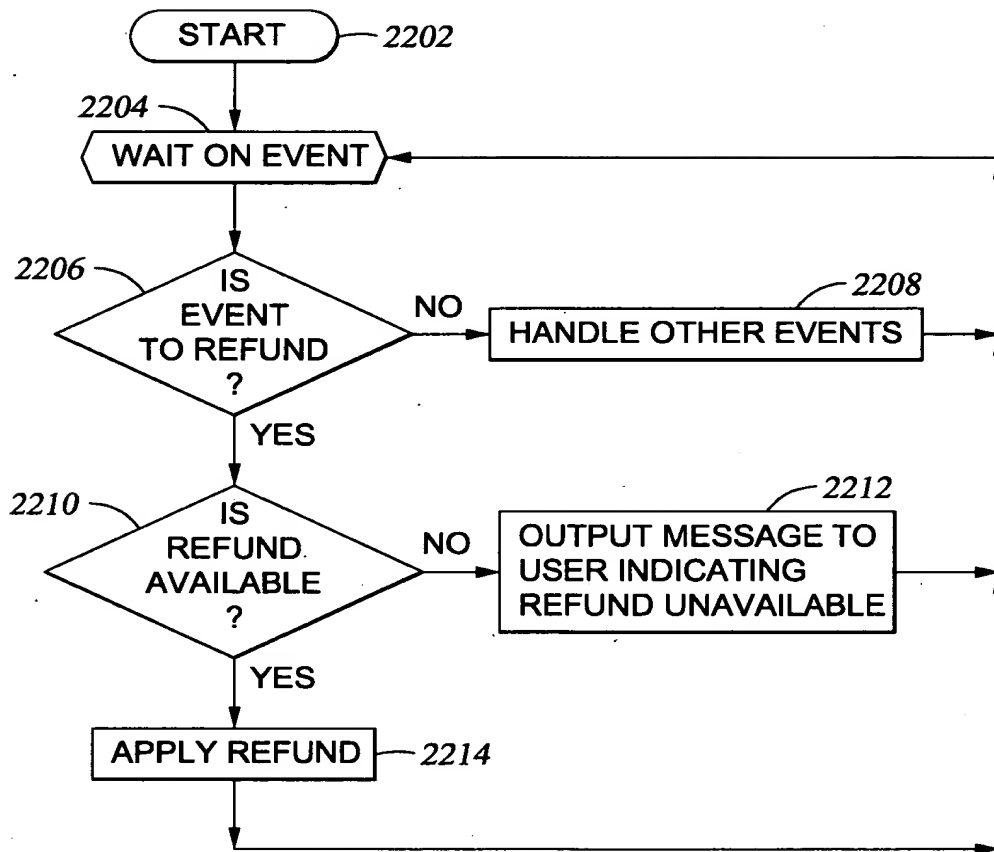 START
2202
2204
WAIT ON EVENT
2206
IS
EVENT
TO REFUND
?
NO
2208
HANDLE OTHER EVENTS
YES
2210
IS
REFUND
AVAILABLE
?
NO
2212
OUTPUT MESSAGE TO
USER INDICATING
REFUND UNAVAILABLE
YES
APPLY REFUND
2214